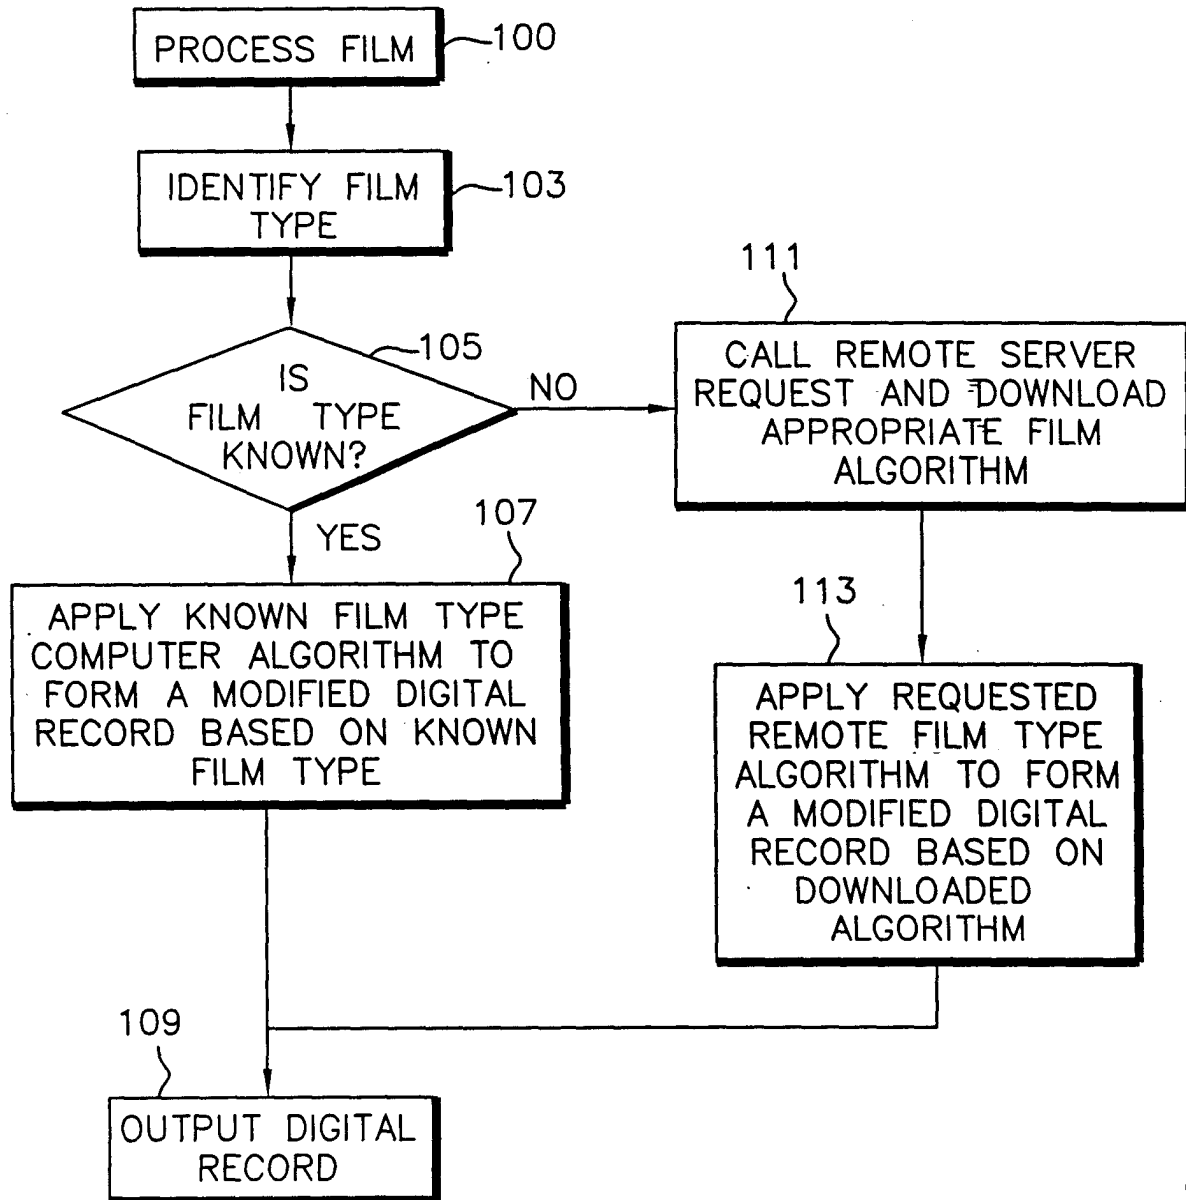 PROCESS FILM
100
IDENTIFY FILM
TYPE
103
105
IS
FILM TYPE
KNOWN?
NO
YES
111
CALL REMOTE SERVER
REQUEST AND DOWNLOAD
APPROPRIATE FILM
ALGORITHM
107
APPLY KNOWN FILM TYPE
COMPUTER ALGORITHM TO
FORM A MODIFIED DIGITAL
RECORD BASED ON KNOWN
FILM TYPE
113
APPLY REQUESTED
REMOTE FILM TYPE
ALGORITHM TO FORM
A MODIFIED DIGITAL
RECORD BASED ON
DOWNLOADED
ALGORITHM
109
OUTPUT DIGITAL
RECORD